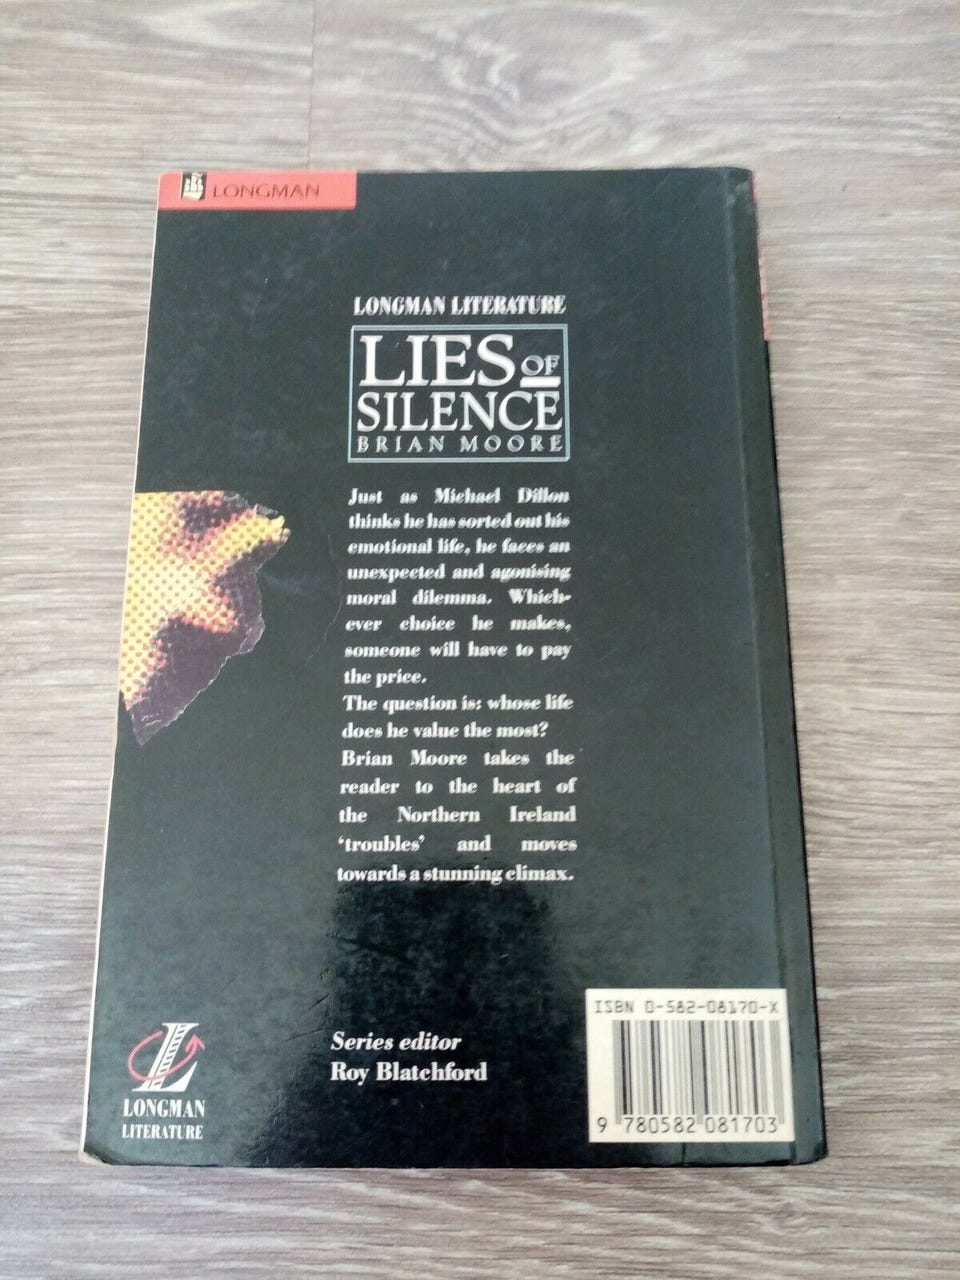 LONGMAN
LONGMAN LITERATURE
LIES OF
SILENCE
BRIAN MOORE
Just as Michael Dillon
thinks he has sorted out his
emotional life, he faces an
unexpected and agonising
moral dilemma. Which-
ever choice he makes,
someone will have to pay
the price.
The question is: whose life
does he value the most?
Brian Moore takes the
reader to the heart of
the Northern Ireland
‘troubles’ and moves
towards a stunning climax.
Series editor
Roy Blatchford
LONGMAN
LITERATURE
ISBN 0-582-08170-X
9 780582 081703